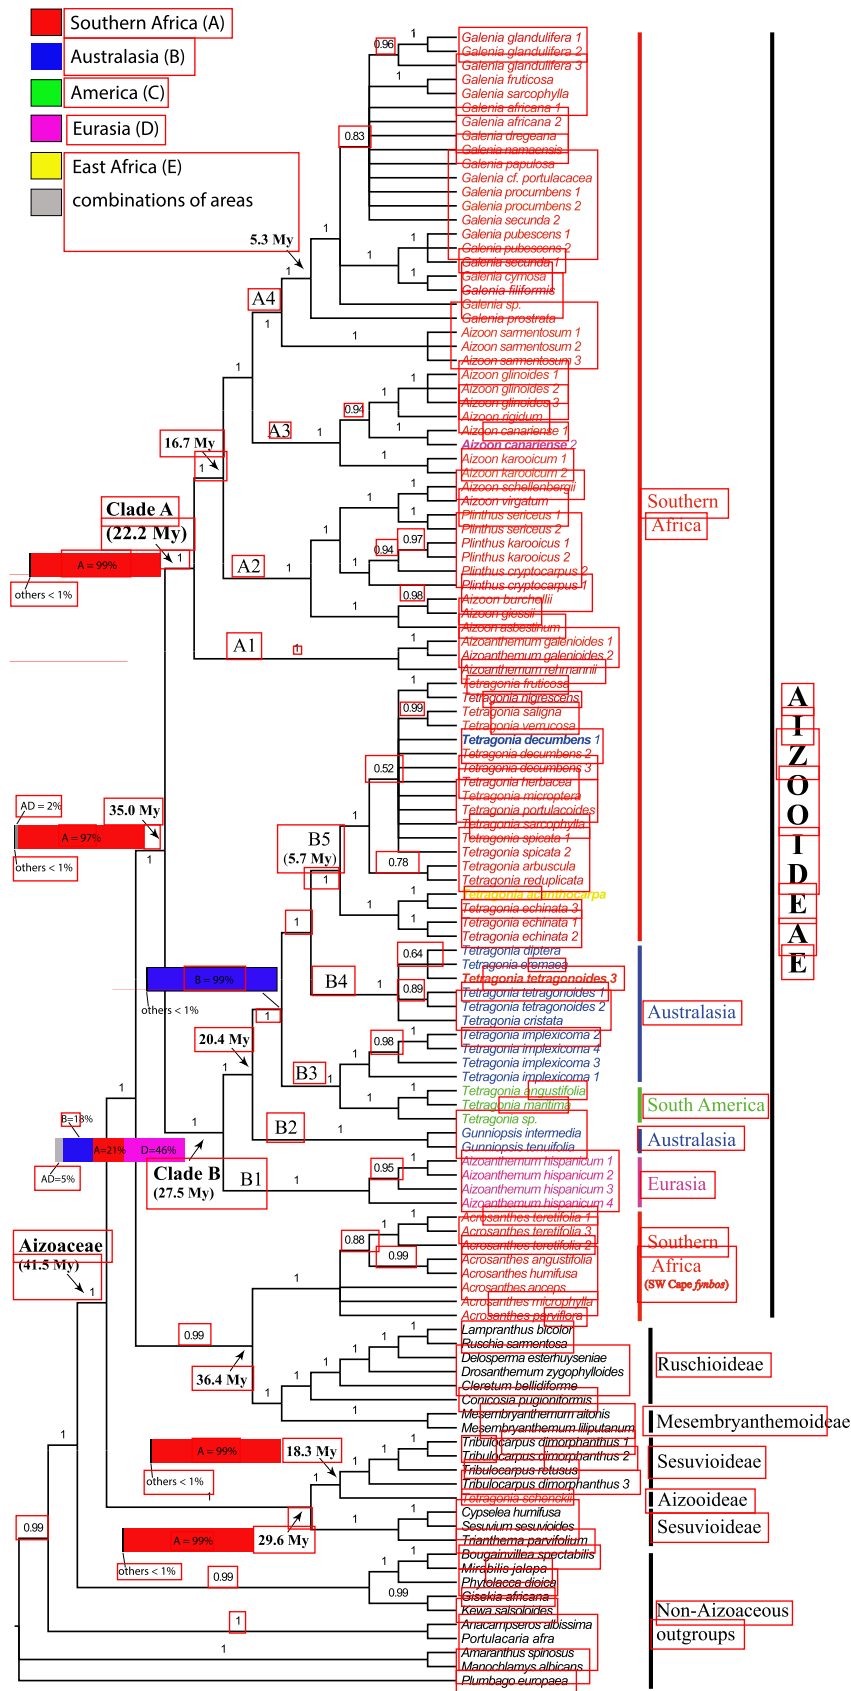 Southern Africa (A)
Australasia (B)
America (C)
Eurasia (D)
East Africa (E)
combinations of areas
Galenia glandulifera 1
Galenia glandulifera 2
Galenia glandulifera 3
Galenia fruticosa
Galenia sarcophylla
Galenia africana 1
Galenia africana 2
Galenia dregeana
Galenia namaensis
Galenia papulosa
Galenia cf. portulacacea
Galenia procumbens 1
Galenia procumbens 2
Galenia secunda 2
Galenia pubescens 1
Galenia pubescens 2
Galenia secunda 1
Galenia cymosa
Galenia filiformis
Galenia sp.
Galenia prostrata
Aizoon sarmentosum 1
Aizoon sarmentosum 2
Aizoon sarmentosum 3
Aizoon glinoides 1
Aizoon glinoides 2
Aizoon glinoides 3
Aizoon rigidum
Aizoon canariense 1
Aizoon canariense 2
Aizoon karooicum 1
Aizoon karooicum 2
Aizoon schellenbergii
Aizoon virgatum
Plinthus sericeus 1
Plinthus sericeus 2
Plinthus karooicus 1
Plinthus karooicus 2
Plinthus cryptocarpus 2
Plinthus cryptocarpus 1
Aizoon burchellii
Aizoon giessii
Aizoon asbestinum
Aizoanthemum galenioides 1
Aizoanthemum galenioides 2
Aizoanthemum rehmannii
Tetragonia fruticosa
Tetragonia nigrescens
Tetragonia saligna
Tetragonia verrucosa
Tetragonia decumbens 1
Tetragonia decumbens 2
Tetragonia decumbens 3
Tetragonia herbacea
Tetragonia microptera
Tetragonia portulacoides
Tetragonia sarcophylla
Tetragonia spicata 1
Tetragonia spicata 2
Tetragonia arbuscula
Tetragonia reduplicata
Tetragonia acanthocarpa
Tetragonia echinata 3
Tetragonia echinata 1
Tetragonia echinata 2
Tetragonia diptera
Tetragonia eremaea
Tetragonia tetragonoides 3
Tetragonia tetragonoides 1
Tetragonia tetragonoides 2
Tetragonia cristata
Tetragonia implexicoma 2
Tetragonia implexicoma 4
Tetragonia implexicoma 3
Tetragonia implexicoma 1
Tetragonia angustifolia
Tetragonia maritima
Tetragonia sp.
Gunniopsis intermedia
Gunniopsis tenuifolia
Aizoanthemum hispanicum 1
Aizoanthemum hispanicum 2
Aizoanthemum hispanicum 3
Aizoanthemum hispanicum 4
Acrosanthes teretifolia 1
Acrosanthes teretifolia 3
Acrosanthes teretifolia 2
Acrosanthes angustifolia
Acrosanthes humifusa
Acrosanthes anceps
Acrosanthes microphylla
Acrosanthes parviflora
Lampranthus bicolor
Ruschia sarmentosa
Delosperma esterhuyseniae
Drosanthemum zygophylloides
Cleretum bellidiforme
Conicosia pugioniformis
Mesembryanthemum aitonis
Mesembryanthemum liliputanum
Tribulocarpus dimorphanthus 1
Tribulocarpus dimorphanthus 2
Tribulocarpus retusus
Tribulocarpus dimorphanthus 3
Tetragonia schenckii
Cypselea humifusa
Sesuvium sesuvioides
Trianthema parvifolium
Bougainvillea spectabilis
Mirabilis jalapa
Phytolacca dioica
Gisekia africana
Kewa salsoloides
Anacampseros albissima
Portulacaria afra
Amaranthus spinosus
Manochlamys albicans
Plumbago europaea
5.3 My
A4
A3
16.7 My
Clade A
(22.2 My)
A = 99%
others < 1%
A2
A1
AD = 2%
35.0 My
A = 97%
others < 1%
B5
(5.7 My)
B = 99%
others < 1%
B4
20.4 My
B3
B2
B=18%
A=21%
D=46%
AD=5%
Clade B
(27.5 My)
B1
Aizoaceae
(41.5 My)
36.4 My
A = 99%
18.3 My
others < 1%
29.6 My
A = 99%
others < 1%
0.96
0.83
0.94
0.97
0.94
0.98
0.99
0.52
0.78
0.64
0.89
0.98
0.95
0.88
0.99
0.99
0.99
0.99
0.99
Southern
Africa
Australasia
South America
Australasia
Eurasia
Southern
Africa
(SW Cape fynbos)
Ruschioideae
Mesembryanthemoideae
Sesuvioideae
Aizooideae
Sesuvioideae
Non-Aizoaceous
outgroups
AIZOOIDEAE